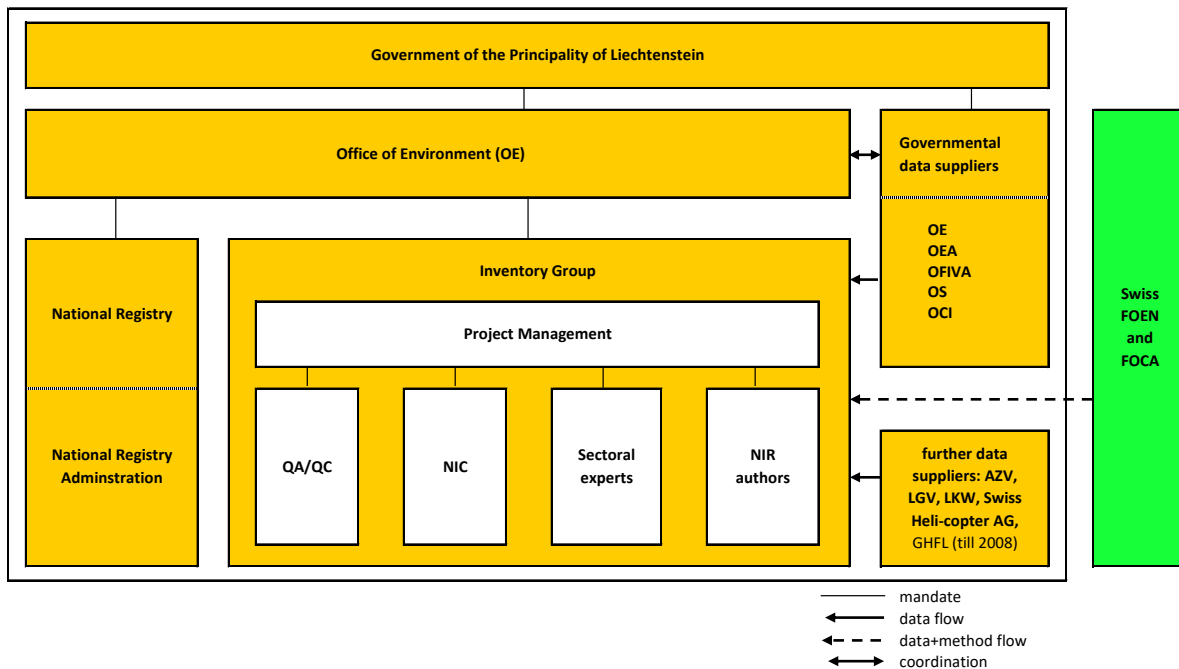 Government of the Principality of Liechtenstein
Office of Environment (OE)
Governmental
data suppliers
OE
OEA
OFIVA
OS
OCI
Swiss
FOEN
and
FOCA
National Registry
National Registry
Adminstration
Inventory Group
Project Management
QA/QC
NIC
Sectoral
experts
NIR
authors
further data
suppliers: AZV,
LGV, LKW, Swiss
Heli-copter AG,
GHFL (till 2008)
mandate
data flow
data+method flow
coordination